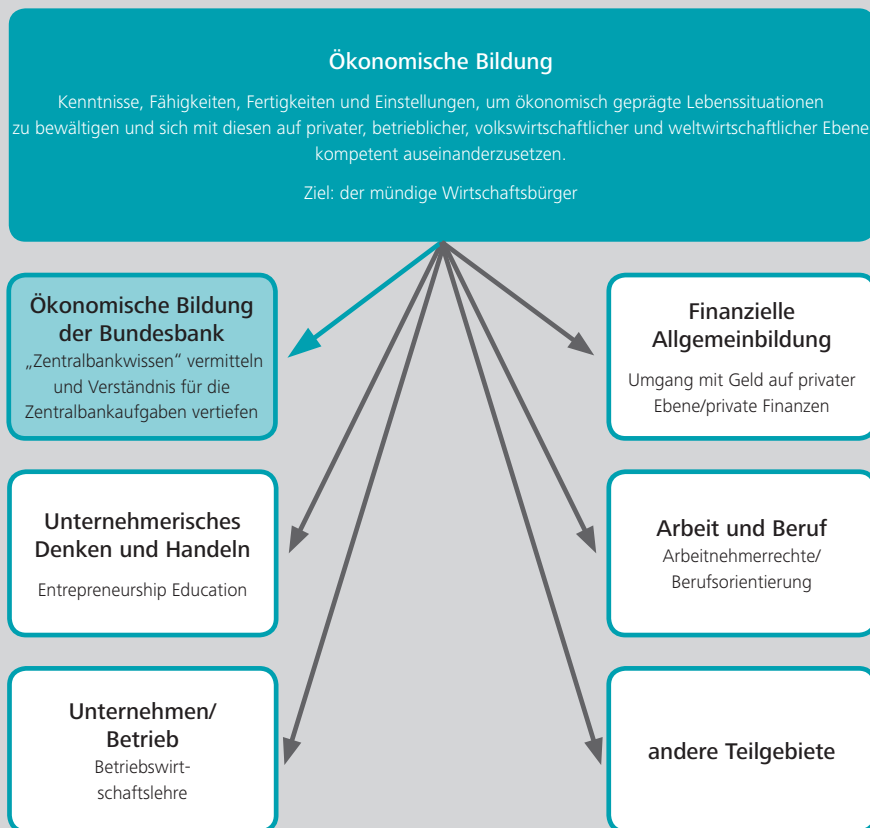 Ökonomische Bildung
Kenntnisse, Fähigkeiten, Fertigkeiten und Einstellungen, um ökonomisch geprägte Lebenssituationen
zu bewältigen und sich mit diesen auf privater, betrieblicher, volkswirtschaftlicher und weltwirtschaftlicher Ebene
kompetent auseinanderzusetzen.
Ziel: der mündige Wirtschaftsbürger
Ökonomische Bildung
der Bundesbank
„Zentralbankwissen“ vermitteln
und Verständnis für die
Zentralbankaufgaben vertiefen
Finanzielle
Allgemeinbildung
Umgang mit Geld auf privater
Ebene/private Finanzen
Unternehmerisches
Denken und Handeln
Entrepreneurship Education
Arbeit und Beruf
Arbeitnehmerrechte/
Berufsorientierung
Unternehmen/
Betrieb
Betriebswirt-
schaftslehre
andere Teilgebiete